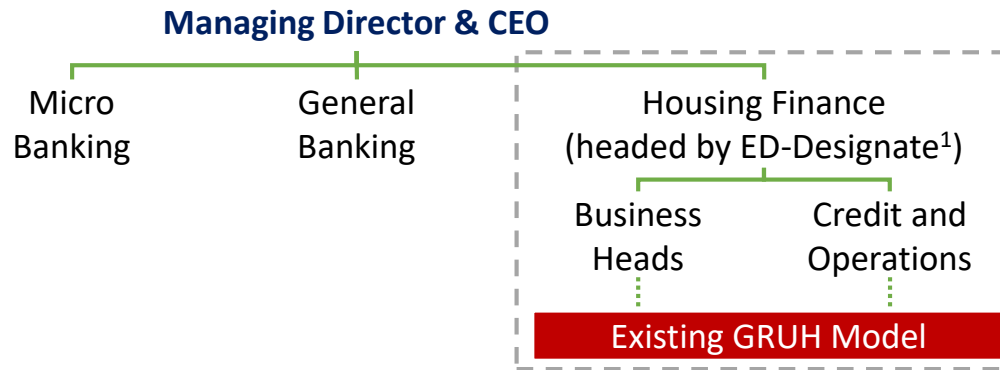 Managing Director & CEO
Micro
Banking
General
Banking
Housing Finance
(headed by ED-Designate¹)
Business
Heads
Credit and
Operations
Existing GRUH Model